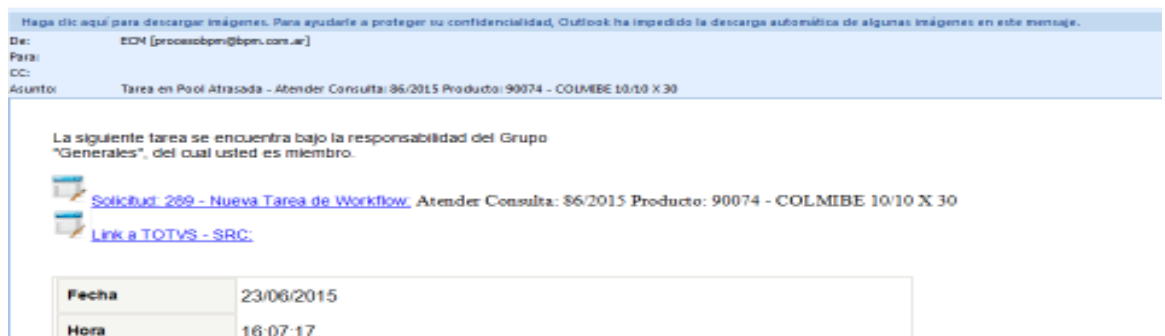 Haga clic aquí para descargar imágenes. Para ayudarle a proteger su confidencialidad, Outlook ha impedido la descarga automática de algunas imágenes en este mensaje.
De: ECM [procesobpm@bpm.com.ar]
Para:
CC:
Asunto: Tarea en Pool Atrasada - Atender Consulta: 86/2015 Producto: 90074 - COLMIBE 10/10 X 30
La siguiente tarea se encuentra bajo la responsabilidad del Grupo
"Generales", del cual usted es miembro.
Solicitud: 289 - Nueva Tarea de Workflow: Atender Consulta: 86/2015 Producto: 90074 - COLMIBE 10/10 X 30
Link a TOTVS - SRC:
Fecha 23/06/2015
Hora 16:07:17